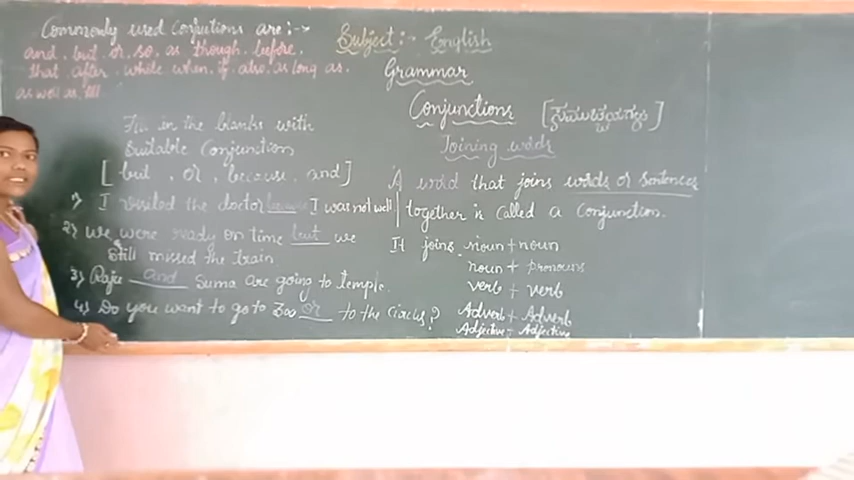 Commonly used Conjuctions are :->
and, but, or, so, as though, before,
that, after, while, when, if, also, as long as,
as well as, till
Fill in the blanks with
Suitable Conjunction
[but, or, because, and]
1) I visited the doctor because I was not well
2) We were ready on time but we
still missed the train
3) Raju and Suma are going to temple.
4) Do you want to go to Zoo or to the Circus?
Subject :- English
Grammar
Conjunctions
Joining words
A word that joins words or sentences
together is called a Conjunction.
It joins noun + noun
noun + pronouns
verb + verb
Adverb + Adverb
Adjective + Adjective